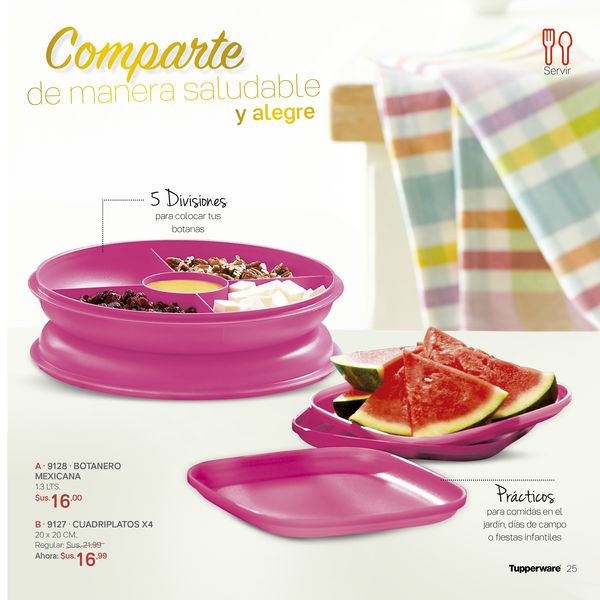 Comparte
de manera saludable
y alegre
Servir
5 Divisiones
para colocar tus
botanas
A · 9128 · BOTANERO
MEXICANA
1.3 LTS.
$us.16,00
B · 9127 · CUADRIPLATOS X4
20 x 20 CM.
Regular: $us. 21,99
Ahora: $us.16,99
Prácticos
para comidas en el
jardín, días de campo
o fiestas infantiles
Tupperware® 25